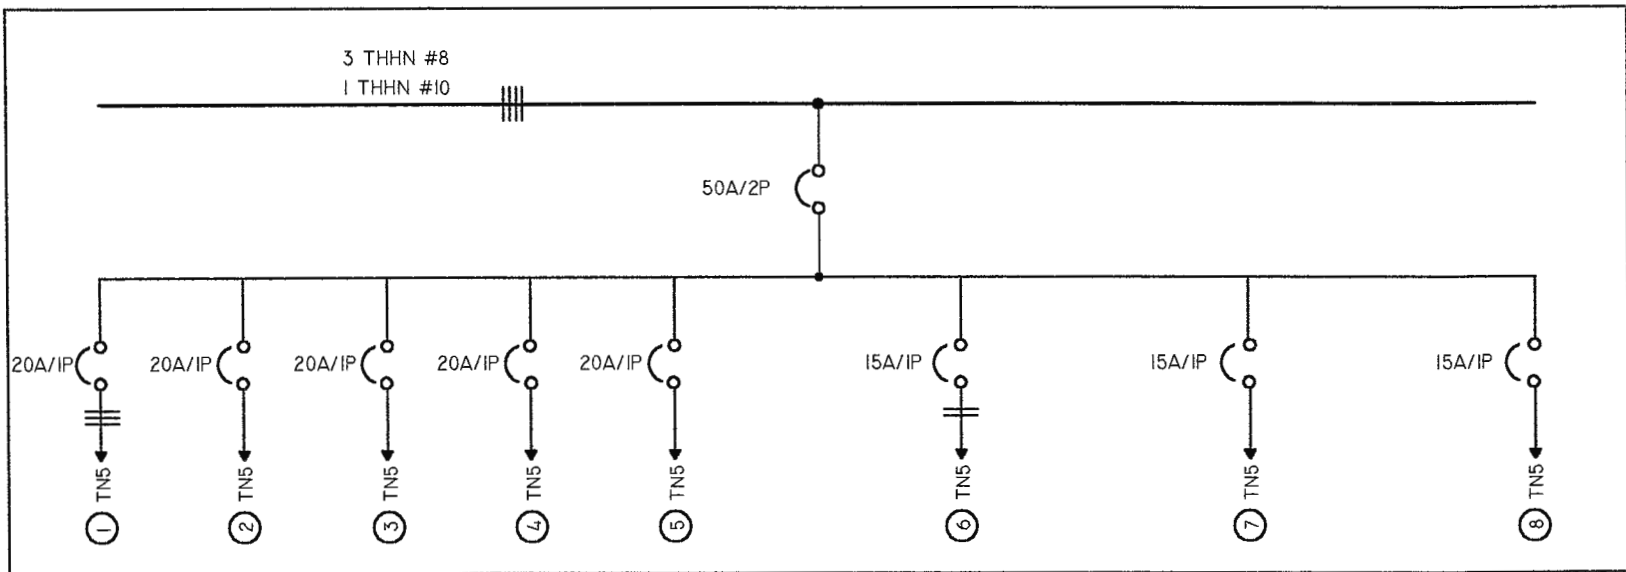 3 THHN #8
1 THHN #10
50A/2P
20A/1P
20A/1P
20A/1P
20A/1P
20A/1P
15A/1P
15A/1P
15A/1P
TN5
TN5
TN5
TN5
TN5
TN5
TN5
TN5
1
2
3
4
5
6
7
8